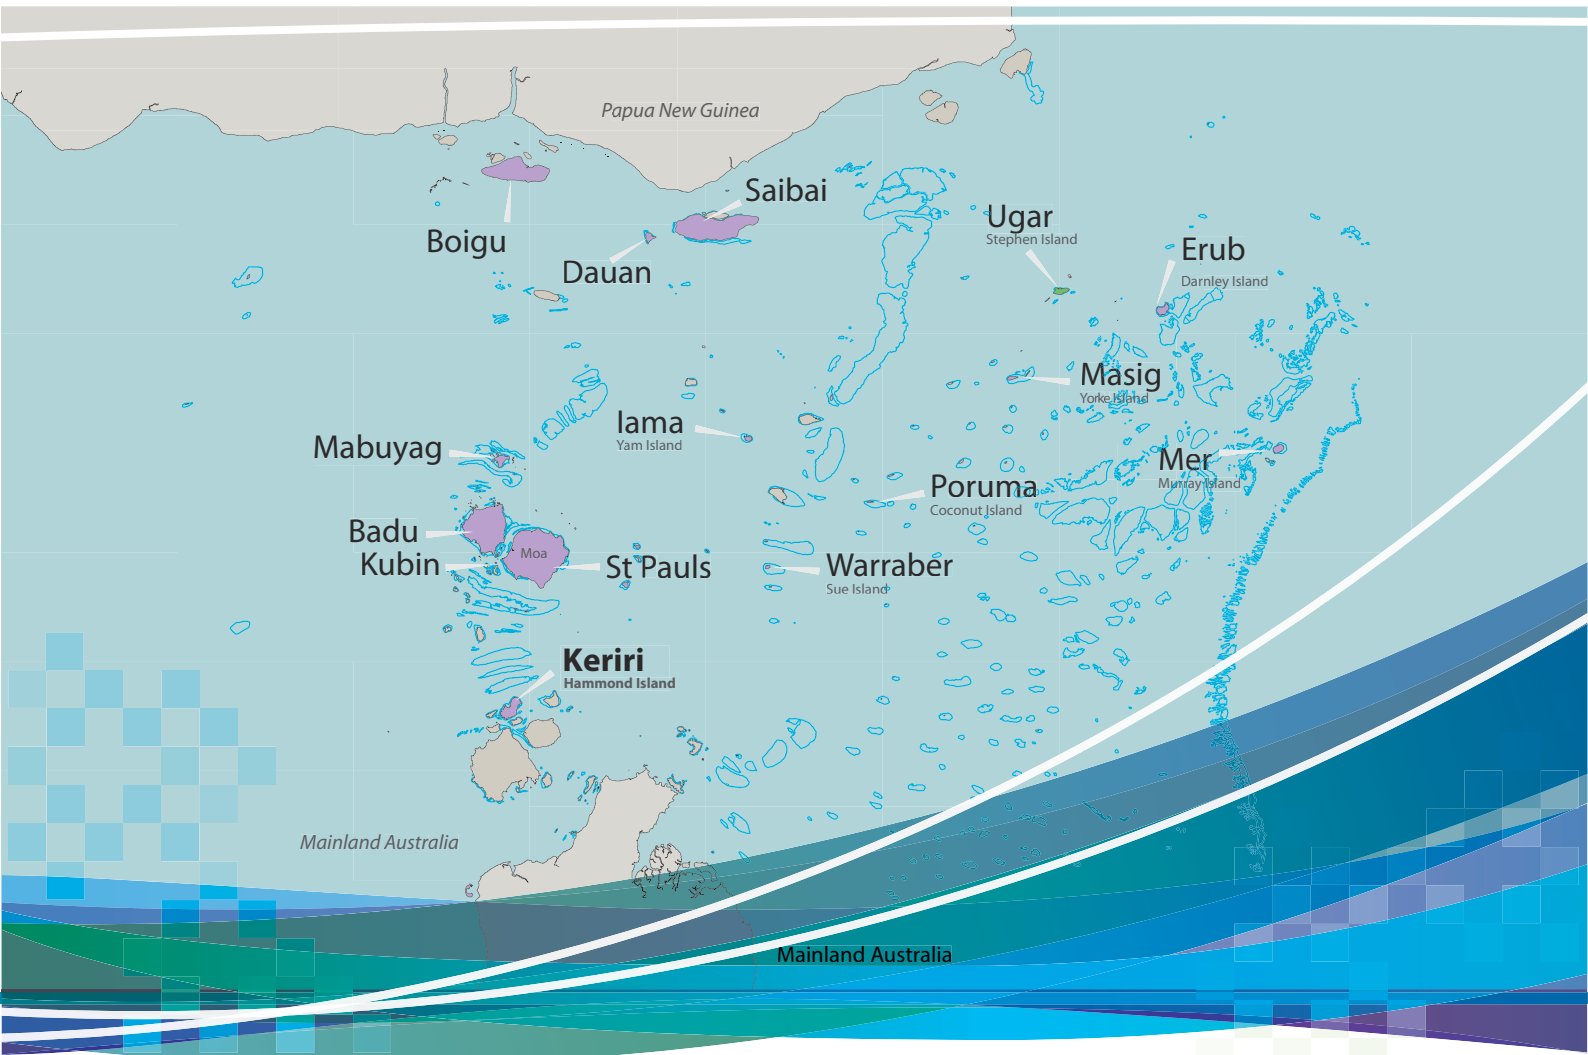 Papua New Guinea
Saibai
Ugar
Stephen Island
Boigu
Erub
Dauan
Darnley Island
Masig
Yorke Island
Iama
Yam Island
Mabuyag
Mer
Murray Island
Poruma
Coconut Island
Badu
Moa
Kubin
St Pauls
Warraber
Sue Island
Keriri
Hammond Island
Mainland Australia
Mainland Australia